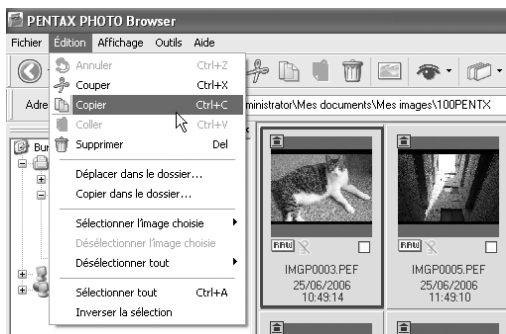 PENTAX PHOTO Browser
Fichier Édition Affichage Outils Aide
Annuler Ctrl+Z
Couper Ctrl+X
Adre
Copier Ctrl+C
ministrator\Mes documents\Mes images\100PENTX
Coller Ctrl+V
Bur
Supprimer Del
Déplacer dans le dossier...
Copier dans le dossier...
Sélectionner l'image choisie
Désélectionner l'image choisie
Désélectionner tout
Sélectionner tout Ctrl+A
Inverser la sélection
RAW
IMGP0003.PEF
25/06/2006
10:49:14
RAW
IMGP0005.PEF
25/06/2006
11:49:10